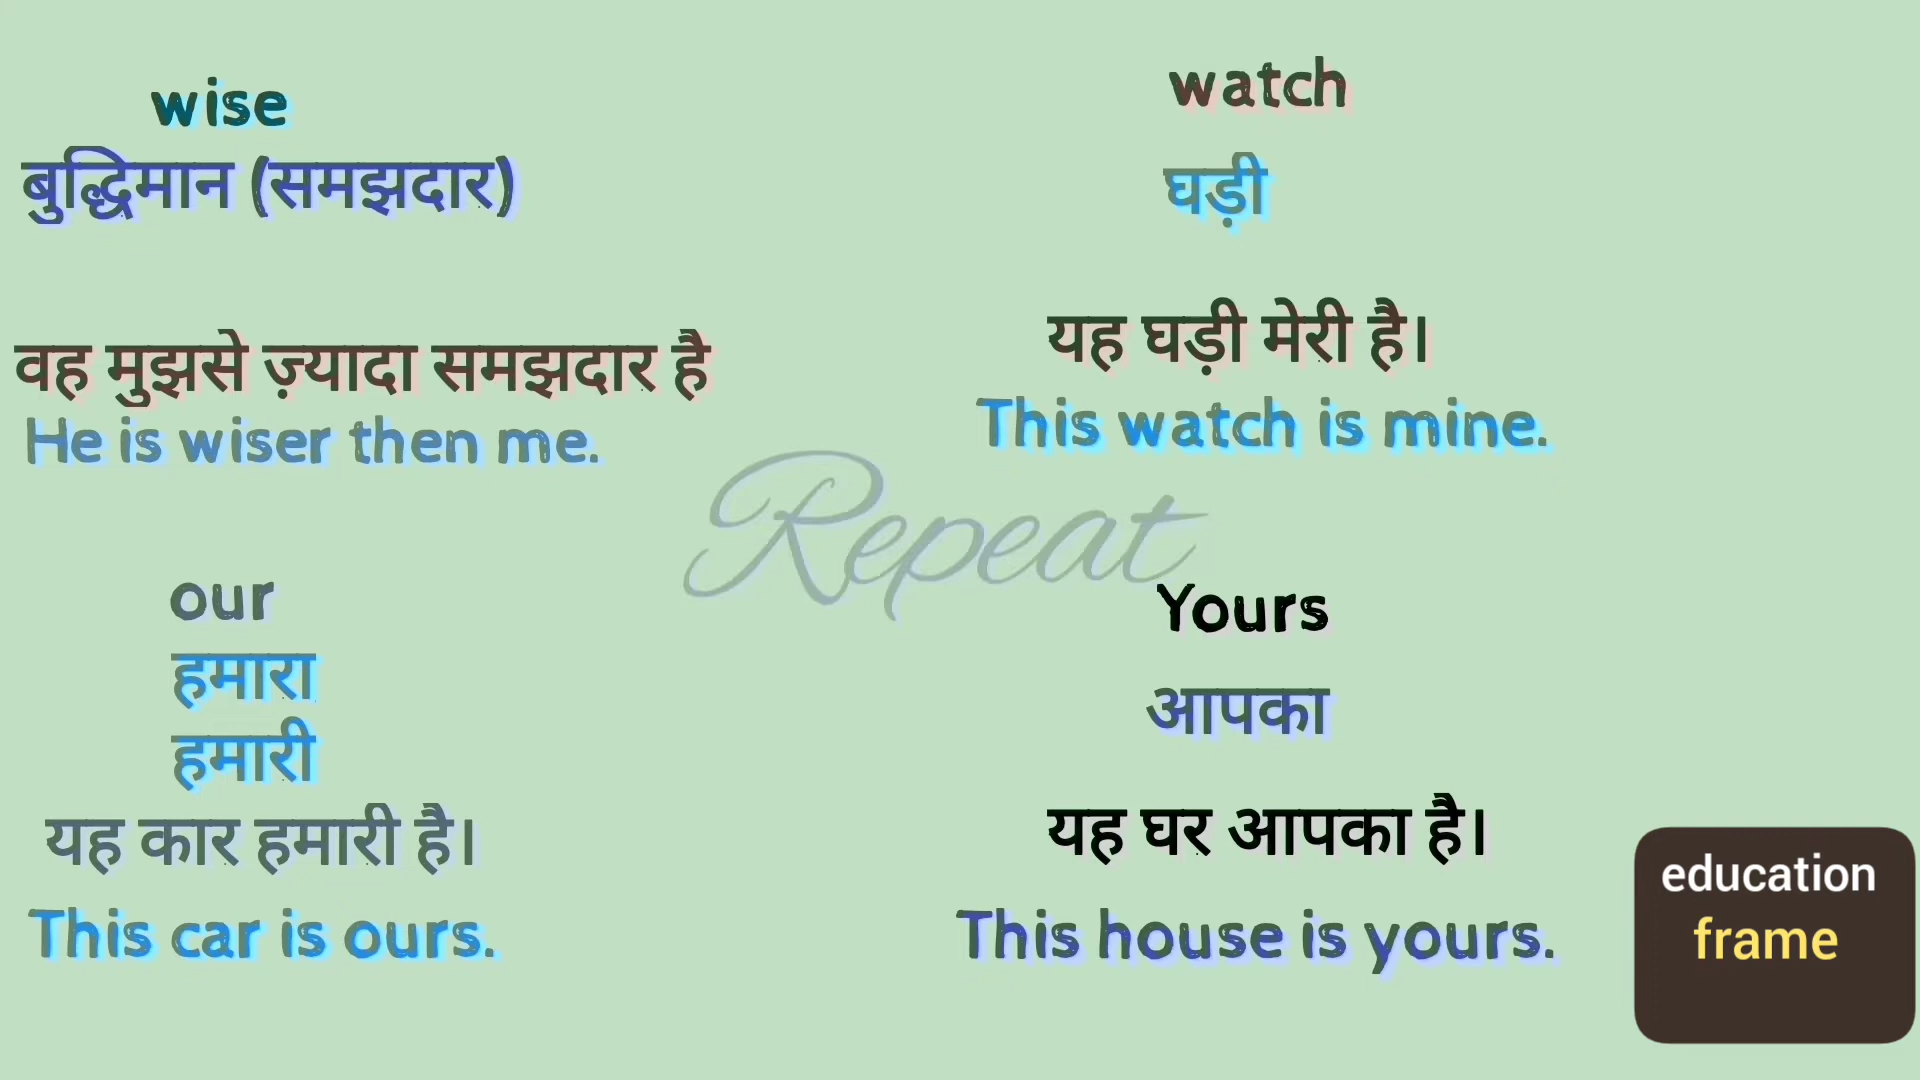 wise
बुद्धिमान (समझदार)
वह मुझसे ज़्यादा समझदार है
He is wiser then me.
watch
घड़ी
यह घड़ी मेरी है।
This watch is mine.
Repeat
our
हमारा
हमारी
यह कार हमारी है।
This car is ours.
Yours
आपका
यह घर आपका है।
This house is yours.
education
frame